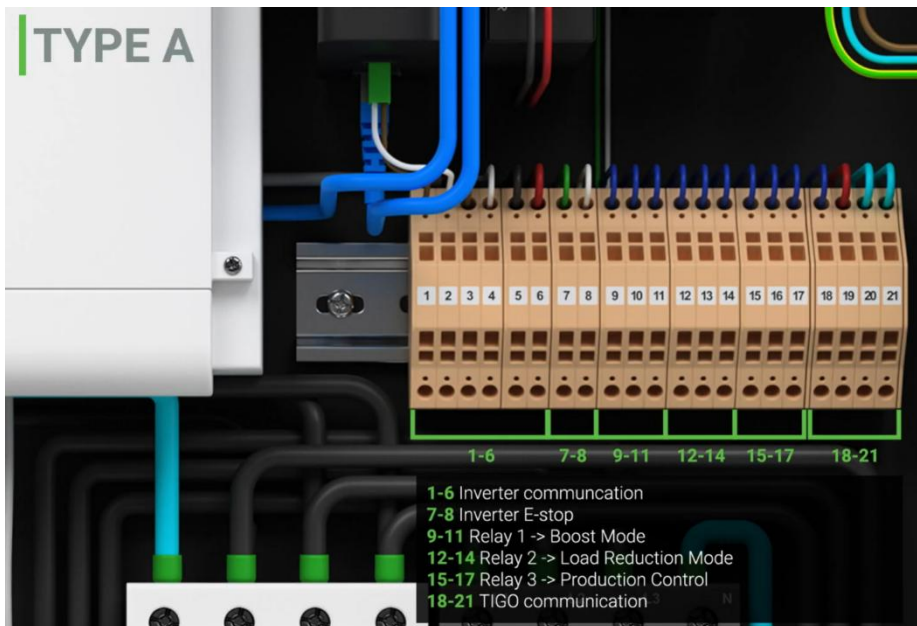 TYPE A
1 2 3 4 5 6 7 8 9 10 11 12 13 14 15 16 17 18 19 20 21
1-6 7-8 9-11 12-14 15-17 18-21
1-6 Inverter communcation
7-8 Inverter E-stop
9-11 Relay 1 -> Boost Mode
12-14 Relay 2 -> Load Reduction Mode
15-17 Relay 3 -> Production Control
18-21 TIGO communication
L3 N